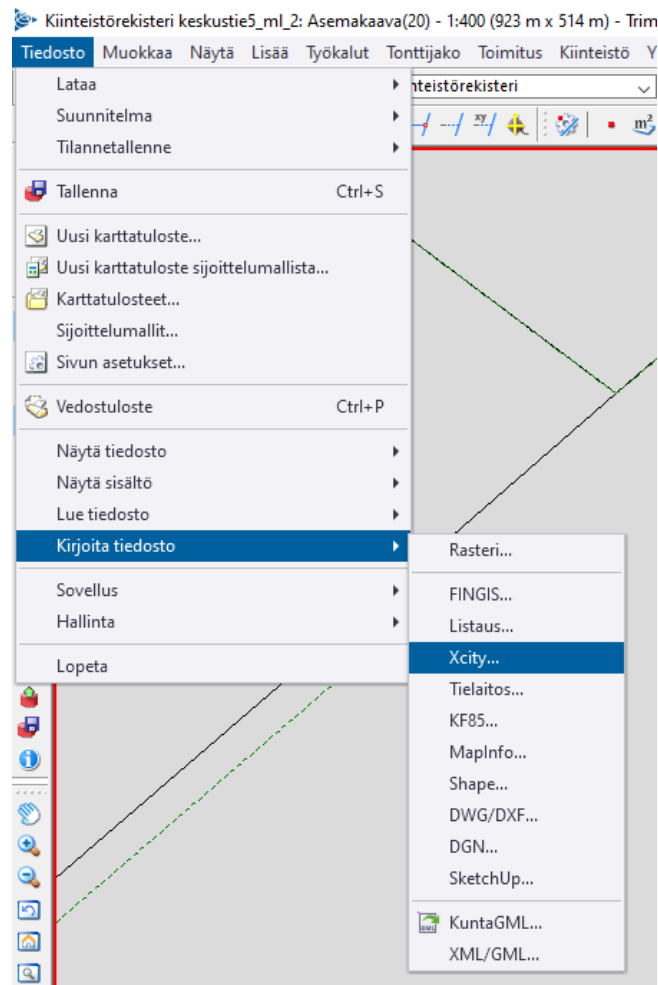 Kiinteistörekisteri keskustie5_ml_2: Asemakaava(20) - 1:400 (923 m x 514 m) - Trim
Tiedosto Muokkaa Näytä Lisää Työkalut Tonttijako Toimitus Kiinteistö Y
Lataa
nteistörekisteri
Suunnitelma
xy
m²
Tilannetallenne
Tallenna Ctrl+S
Uusi karttatuloste...
Uusi karttatuloste sijoittelumallista...
Karttatulosteet...
Sijoittelumallit...
Sivun asetukset...
Vedostuloste Ctrl+P
Näytä tiedosto
Näytä sisältö
Lue tiedosto
Kirjoita tiedosto
Sovellus
Hallinta
Lopeta
Rasteri...
FINGIS...
Listaus...
Xcity...
Tielaitos...
KF85...
MapInfo...
Shape...
DWG/DXF...
DGN...
SketchUp...
GML
KuntaGML...
XML/GML...